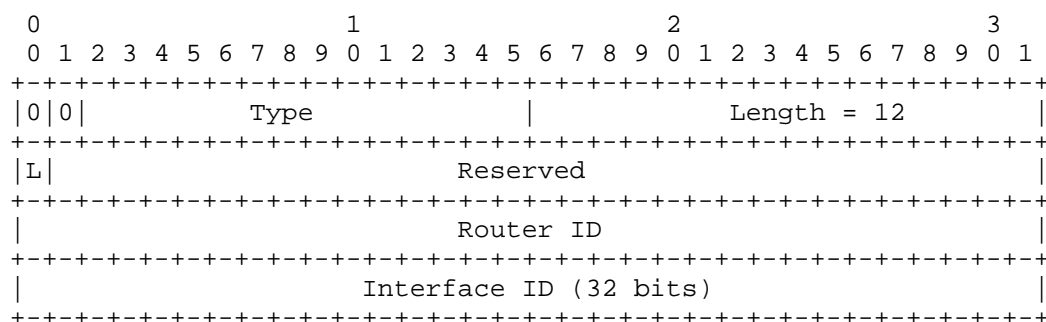 0                   1                   2                   3
0 1 2 3 4 5 6 7 8 9 0 1 2 3 4 5 6 7 8 9 0 1 2 3 4 5 6 7 8 9 0 1
+-+-+-+-+-+-+-+-+-+-+-+-+-+-+-+-+-+-+-+-+-+-+-+-+-+-+-+-+-+-+-+-+
|0|0|          Type             |            Length = 12        |
+-+-+-+-+-+-+-+-+-+-+-+-+-+-+-+-+-+-+-+-+-+-+-+-+-+-+-+-+-+-+-+-+
|L|                         Reserved                            |
+-+-+-+-+-+-+-+-+-+-+-+-+-+-+-+-+-+-+-+-+-+-+-+-+-+-+-+-+-+-+-+-+
|                           Router ID                           |
+-+-+-+-+-+-+-+-+-+-+-+-+-+-+-+-+-+-+-+-+-+-+-+-+-+-+-+-+-+-+-+-+
|                     Interface ID (32 bits)                    |
+-+-+-+-+-+-+-+-+-+-+-+-+-+-+-+-+-+-+-+-+-+-+-+-+-+-+-+-+-+-+-+-+